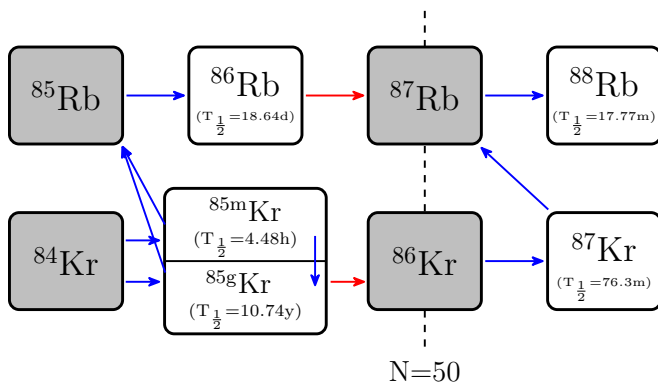 ⁸⁵Rb
⁸⁶Rb
(T½=18.64d)
⁸⁷Rb
⁸⁸Rb
(T½=17.77m)
⁸⁴Kr
⁸⁵ᵐKr
(T½=4.48h)
⁸⁵ᵍKr
(T½=10.74y)
⁸⁶Kr
⁸⁷Kr
(T½=76.3m)
N=50